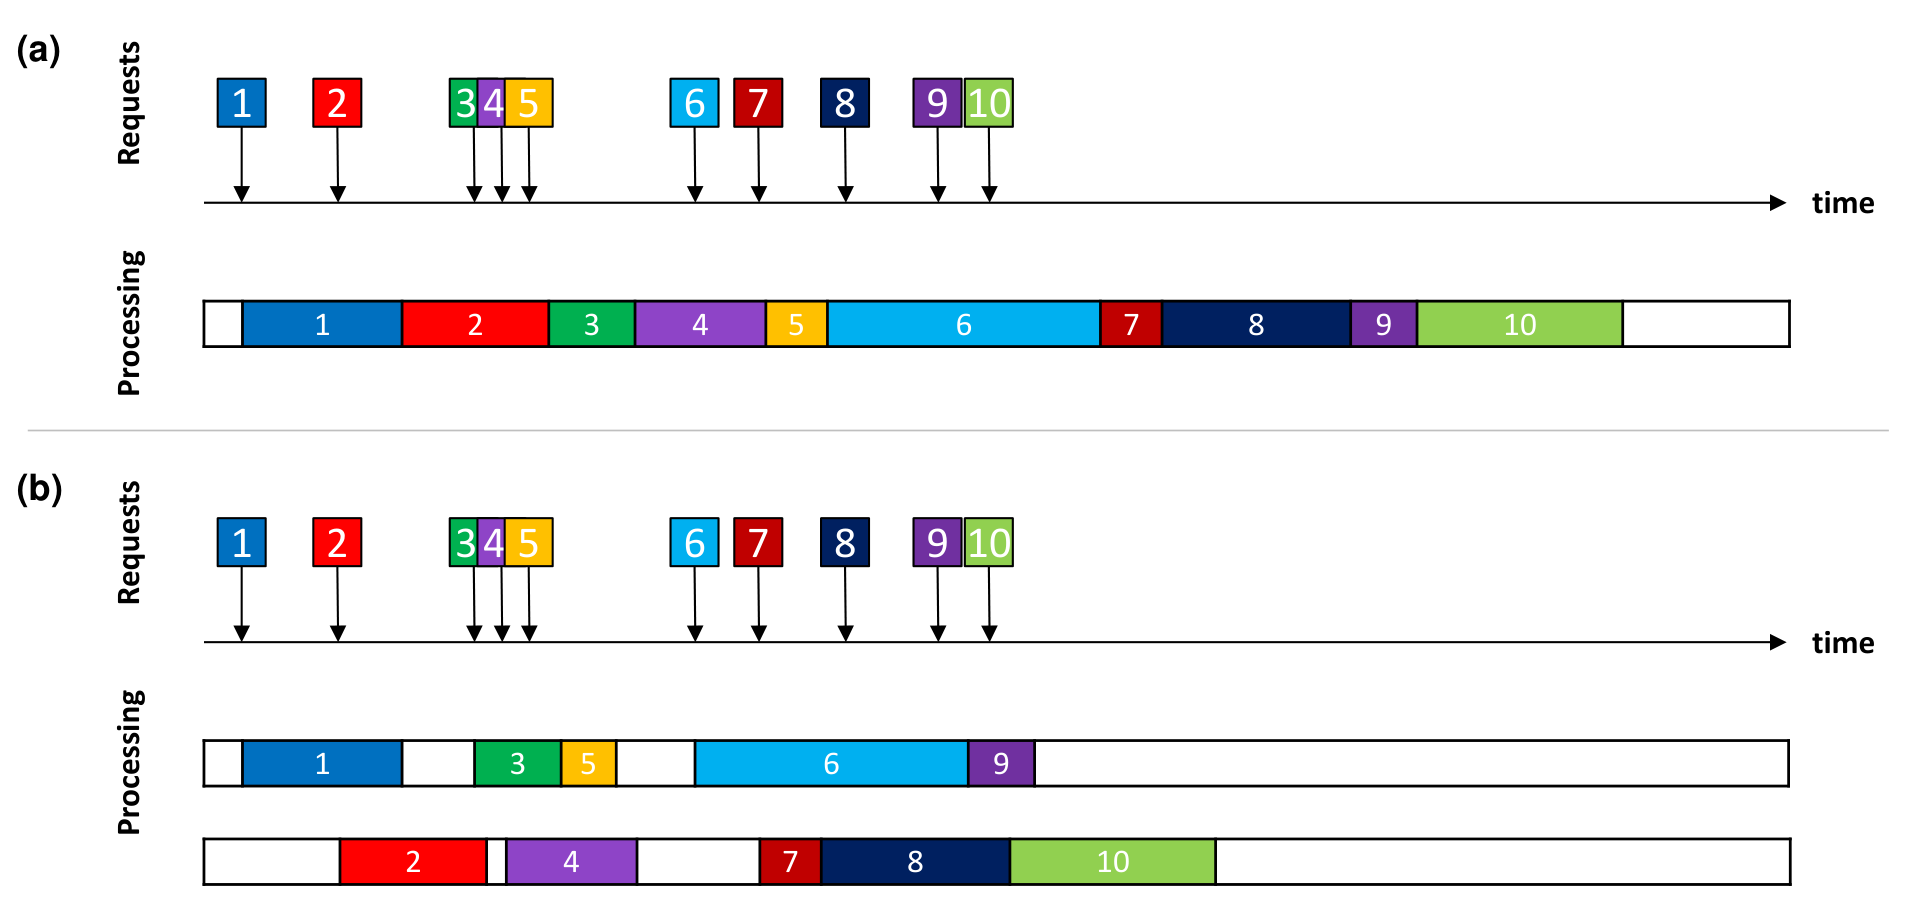 (a)
Requests
1 2 3 4 5 6 7 8 9 10
time
Processing
1 2 3 4 5 6 7 8 9 10
(b)
Requests
1 2 3 4 5 6 7 8 9 10
time
Processing
1 3 5 6 9
2 4 7 8 10